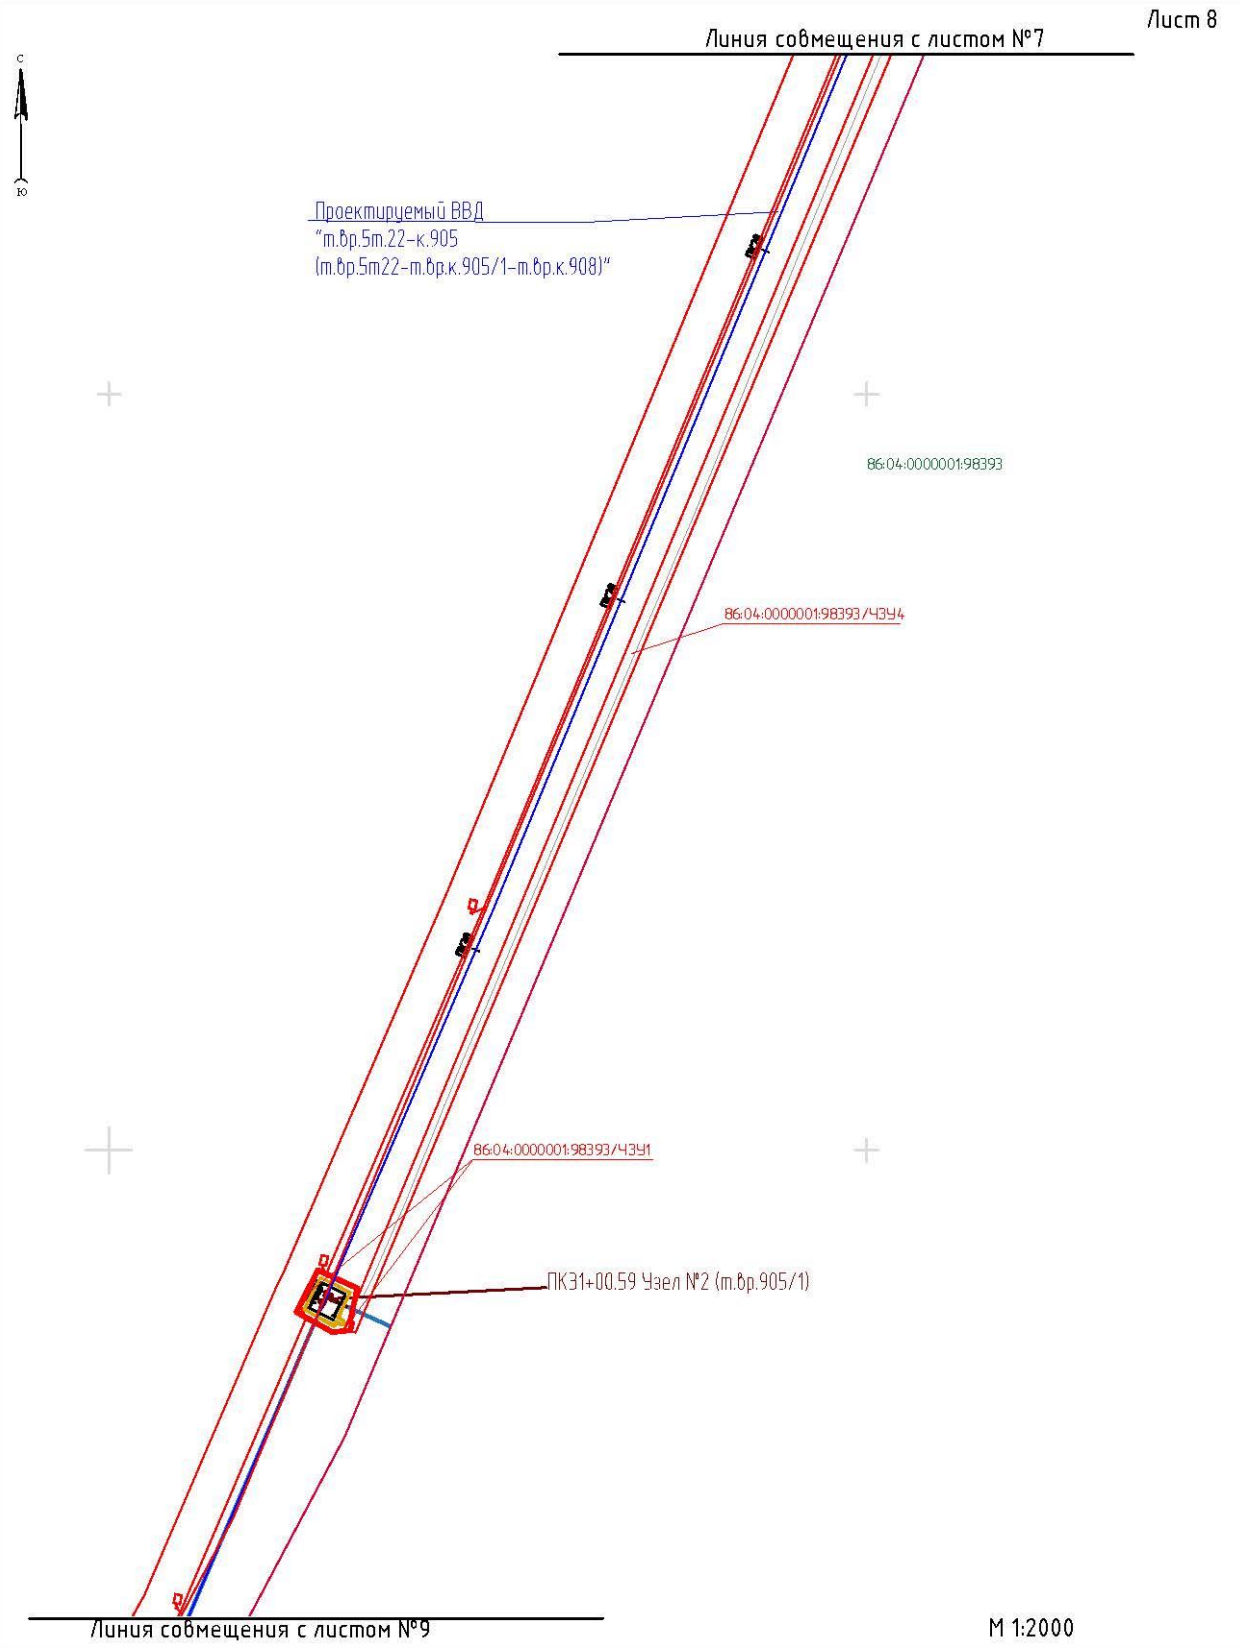 Лист 8
Линия совмещения с листом №7
С
Ю
Проектируемый ВВД
"т.вр.5т.22-к.905
(т.вр.5т22-т.вр.к.905/1-т.вр.к.908)"
86:04:0000001:98393
86:04:0000001:98393/ЧЗУ4
86:04:0000001:98393/ЧЗУ1
ПК31+00.59 Узел №2 (т.вр.905/1)
Линия совмещения с листом №9
М 1:2000